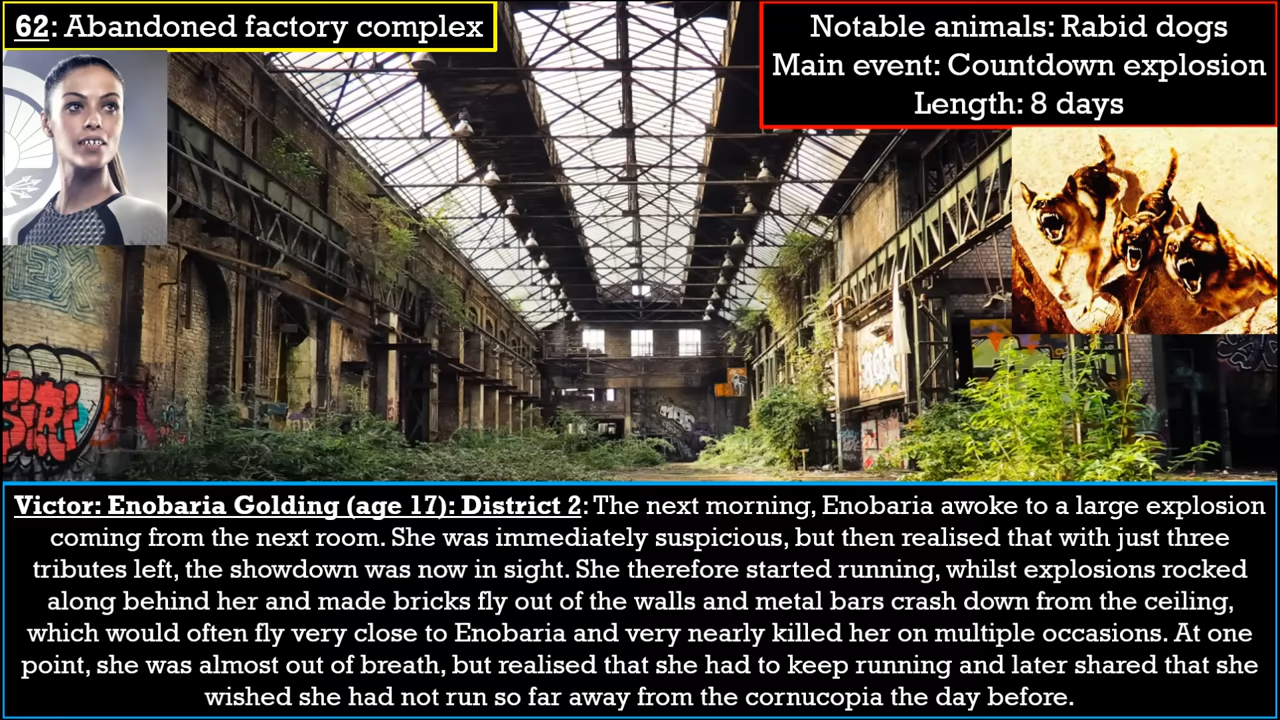 62: Abandoned factory complex
Notable animals: Rabid dogs
Main event: Countdown explosion
Length: 8 days
Victor: Enobaria Golding (age 17): District 2: The next morning, Enobaria awoke to a large explosion
coming from the next room. She was immediately suspicious, but then realised that with just three
tributes left, the showdown was now in sight. She therefore started running, whilst explosions rocked
along behind her and made bricks fly out of the walls and metal bars crash down from the ceiling,
which would often fly very close to Enobaria and very nearly killed her on multiple occasions. At one
point, she was almost out of breath, but realised that she had to keep running and later shared that she
wished she had not run so far away from the cornucopia the day before.